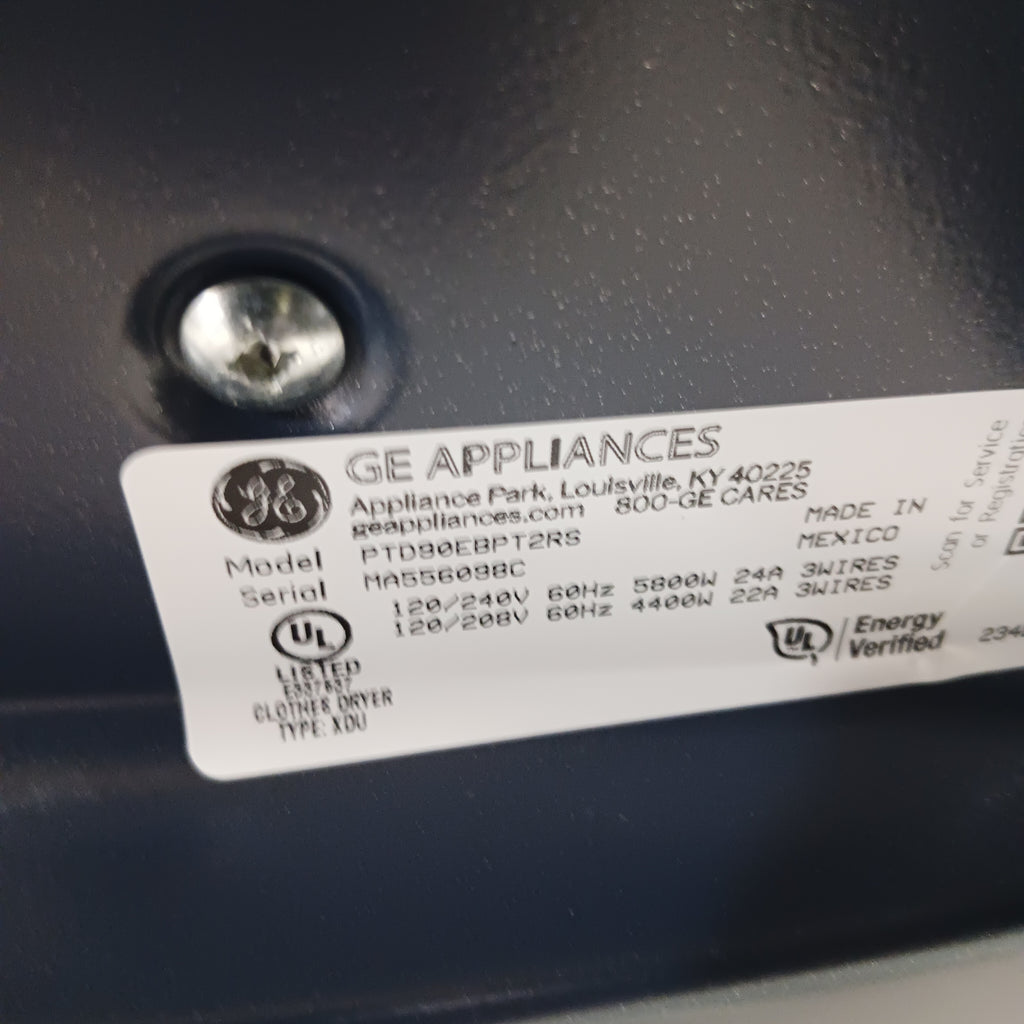 GE APPLIANCES
Appliance Park, Louisville, KY 40225
geappliances.com 800-GE CARES
Model PTD90EBPT2RS
Serial MA556098C
MADE IN
MEXICO
120/240V 60Hz 5800W 24A 3WIRES
120/208V 60Hz 4400W 22A 3WIRES
UL
LISTED
CLOTHES DRYER
TYPE: XDU
UL Energy
Verified
Scan for Service
or Registration